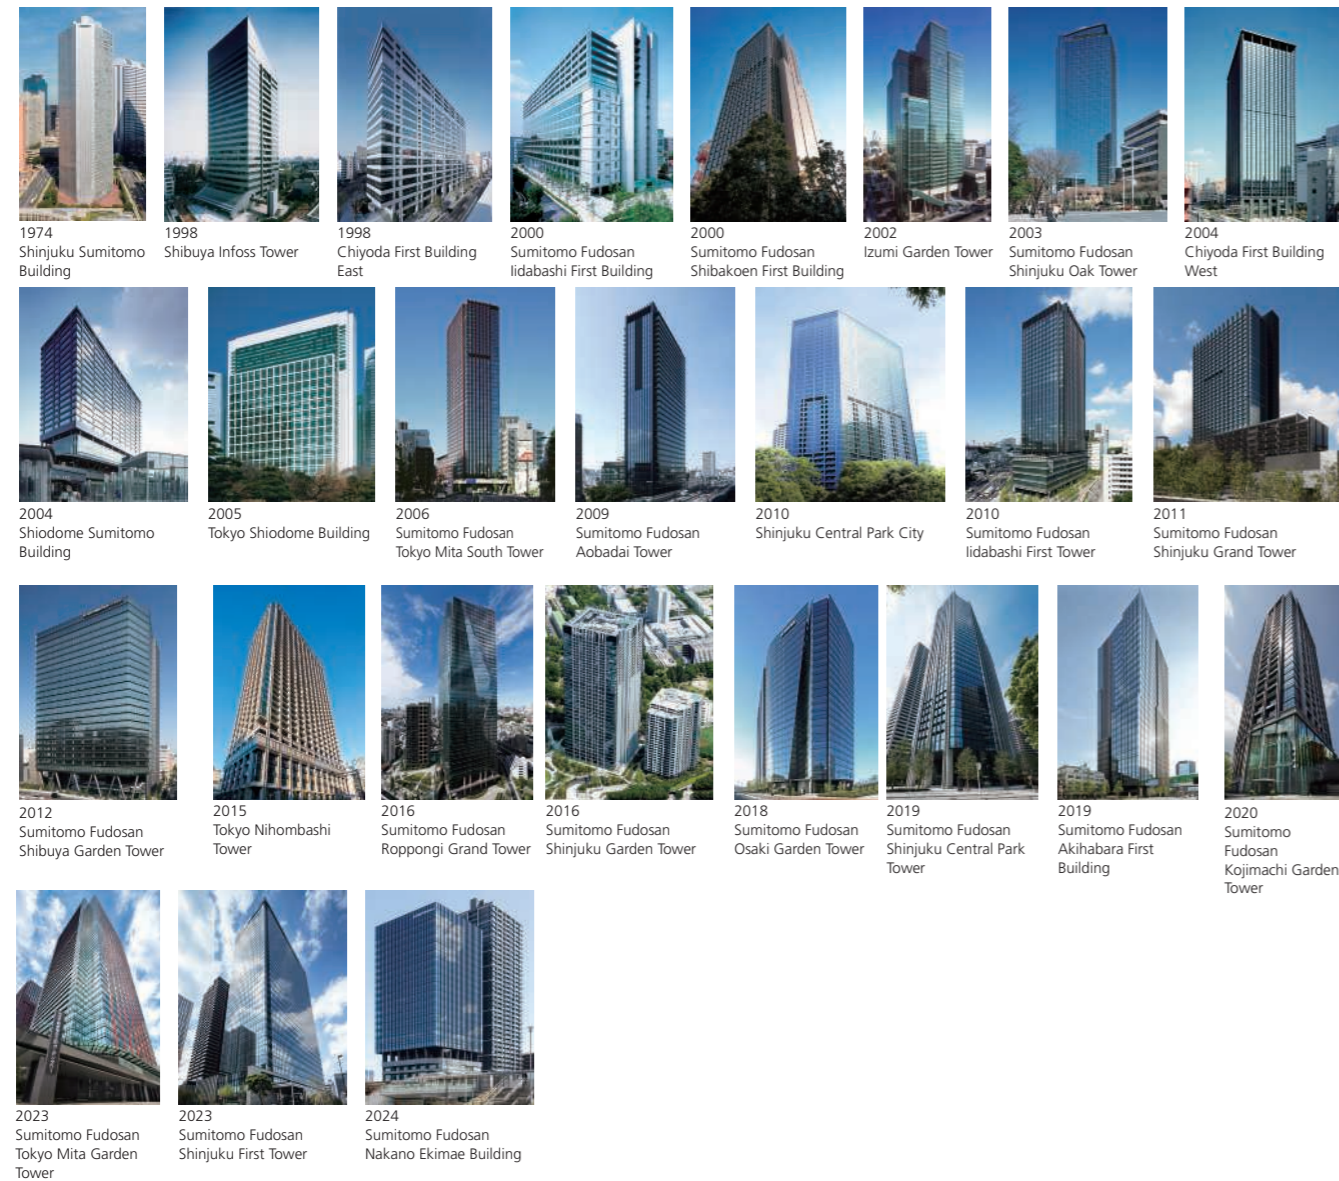 1974
Shinjuku Sumitomo
Building
1998
Shibuya Infoss Tower
1998
Chiyoda First Building
East
2000
Sumitomo Fudosan
Iidabashi First Building
2000
Sumitomo Fudosan
Shibakoen First Building
2002
Izumi Garden Tower
2003
Sumitomo Fudosan
Shinjuku Oak Tower
2004
Chiyoda First Building
West
2004
Shiodome Sumitomo
Building
2005
Tokyo Shiodome Building
2006
Sumitomo Fudosan
Tokyo Mita South Tower
2009
Sumitomo Fudosan
Aobadai Tower
2010
Shinjuku Central Park City
2010
Sumitomo Fudosan
Iidabashi First Tower
2011
Sumitomo Fudosan
Shinjuku Grand Tower
2012
Sumitomo Fudosan
Shibuya Garden Tower
2015
Tokyo Nihombashi
Tower
2016
Sumitomo Fudosan
Roppongi Grand Tower
2016
Sumitomo Fudosan
Shinjuku Garden Tower
2018
Sumitomo Fudosan
Osaki Garden Tower
2019
Sumitomo Fudosan
Shinjuku Central Park
Tower
2019
Sumitomo Fudosan
Akihabara First
Building
2020
Sumitomo
Fudosan
Kojimachi Garden
Tower
2023
Sumitomo Fudosan
Tokyo Mita Garden
Tower
2023
Sumitomo Fudosan
Shinjuku First Tower
2024
Sumitomo Fudosan
Nakano Ekimae Building